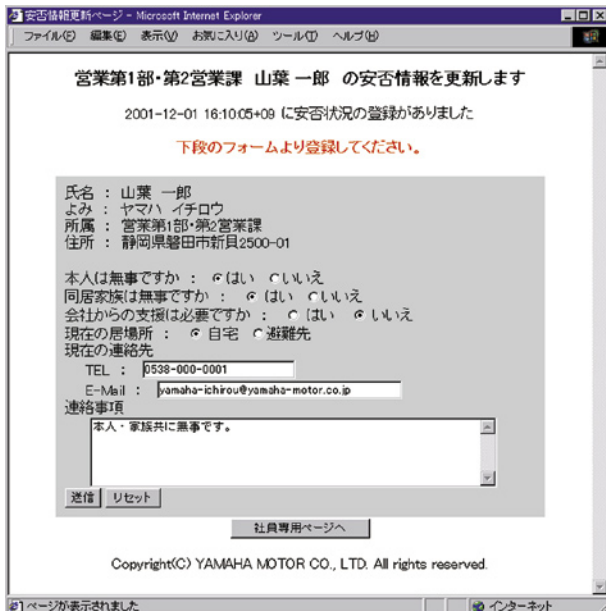 安否情報更新ページ - Microsoft Internet Explorer
ファイル(F) 編集(E) 表示(V) お気に入り(A) ツール(T) ヘルプ(H)
営業第1部・第2営業課 山葉 一郎 の安否情報を更新します
2001-12-01 16:10:05+09 に安否状況の登録がありました
下段のフォームより登録してください。
氏名 : 山葉 一郎
よみ : ヤマハ イチロウ
所属 : 営業第1部・第2営業課
住所 : 静岡県磐田市新貝2500-01
本人は無事ですか : はい いいえ
同居家族は無事ですか : はい いいえ
会社からの支援は必要ですか : はい いいえ
現在の居場所 : 自宅 避難先
現在の連絡先
TEL : 0538-000-0001
E-Mail : yamaha-ichirou@yamaha-motor.co.jp
連絡事項
本人・家族共に無事です。
送信 リセット
社員専用ページへ
Copyright(C) YAMAHA MOTOR CO., LTD. All rights reserved.
ページが表示されました インターネット